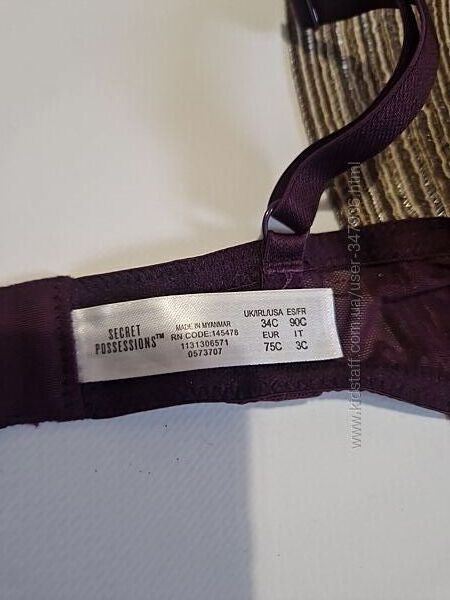 SECRET
POSSESSIONS™
MADE IN MYANMAR
RN CODE:145478
1131306571
0573707
UK/IRL/USA ES/FR
34C 90C
EUR IT
75C 3C